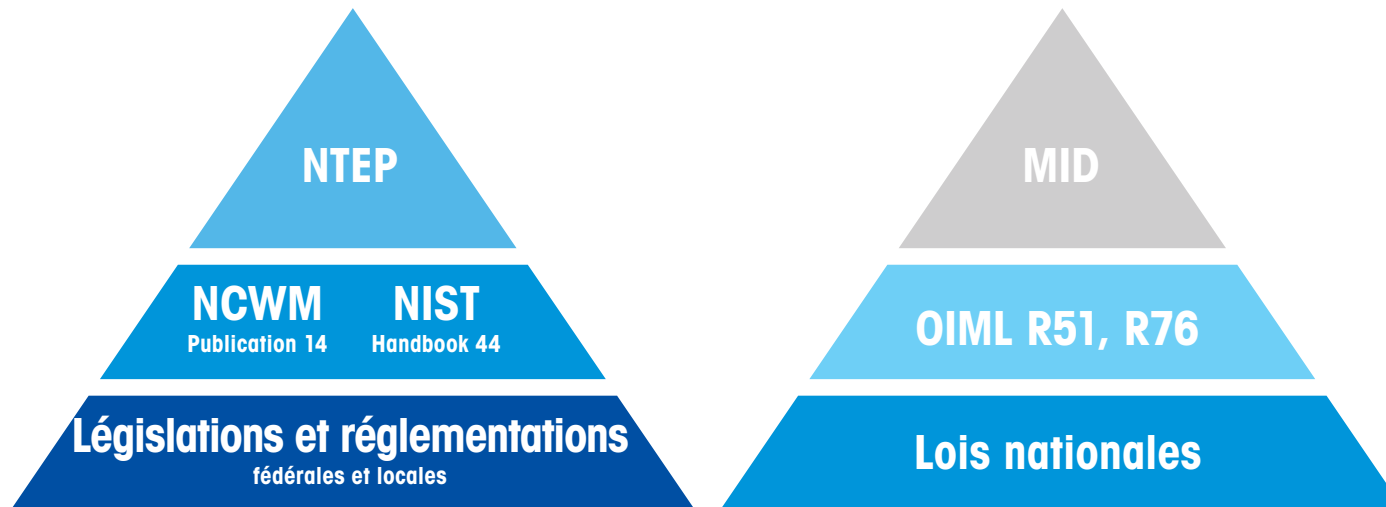 NTEP
NCWM NIST
Publication 14 Handbook 44
Législations et réglementations
fédérales et locales
MID
OIML R51, R76
Lois nationales